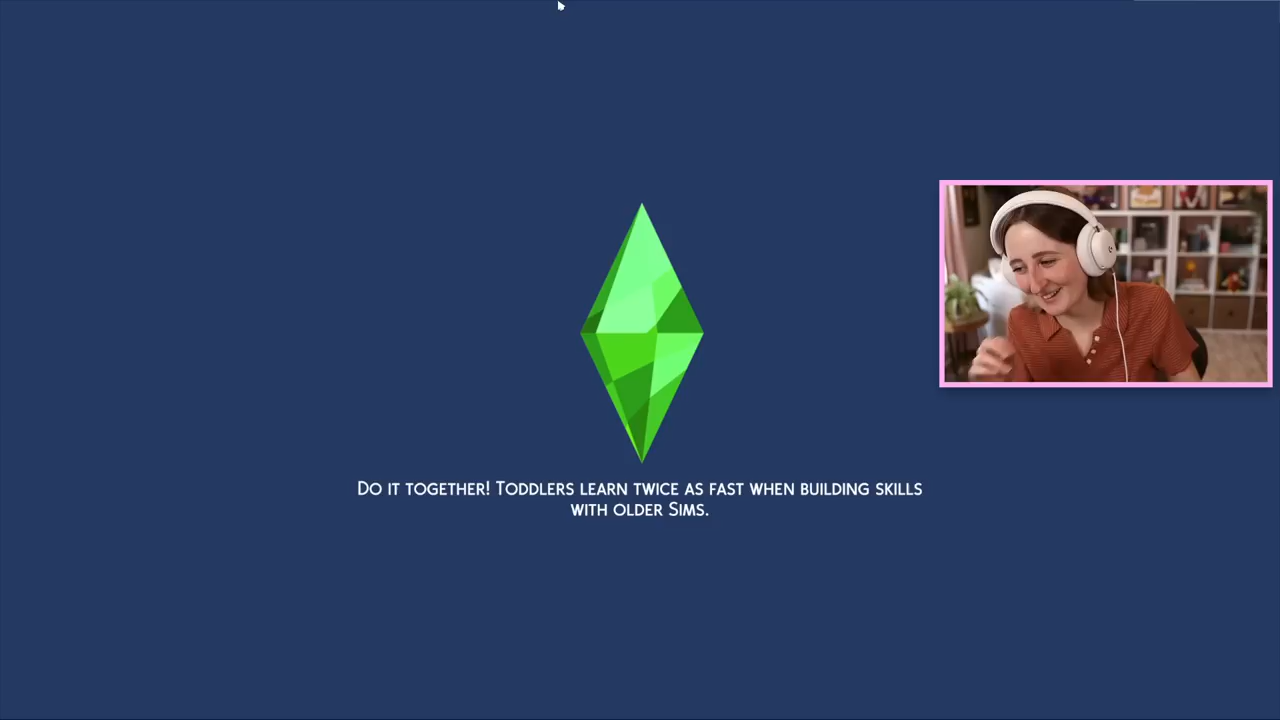 Do it together! Toddlers learn twice as fast when building skills
with older Sims.